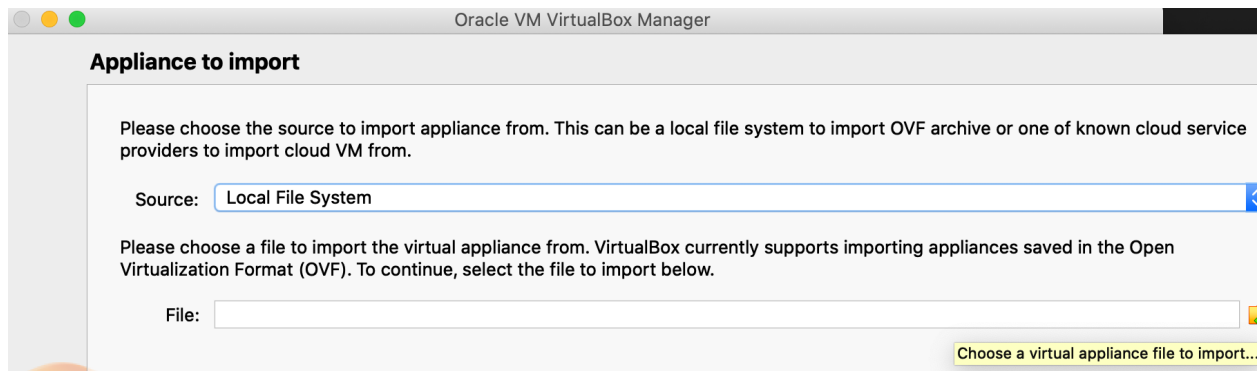 Oracle VM VirtualBox Manager
Appliance to import
Please choose the source to import appliance from. This can be a local file system to import OVF archive or one of known cloud service
providers to import cloud VM from.
Source: Local File System
Please choose a file to import the virtual appliance from. VirtualBox currently supports importing appliances saved in the Open
Virtualization Format (OVF). To continue, select the file to import below.
File:
Choose a virtual appliance file to import...